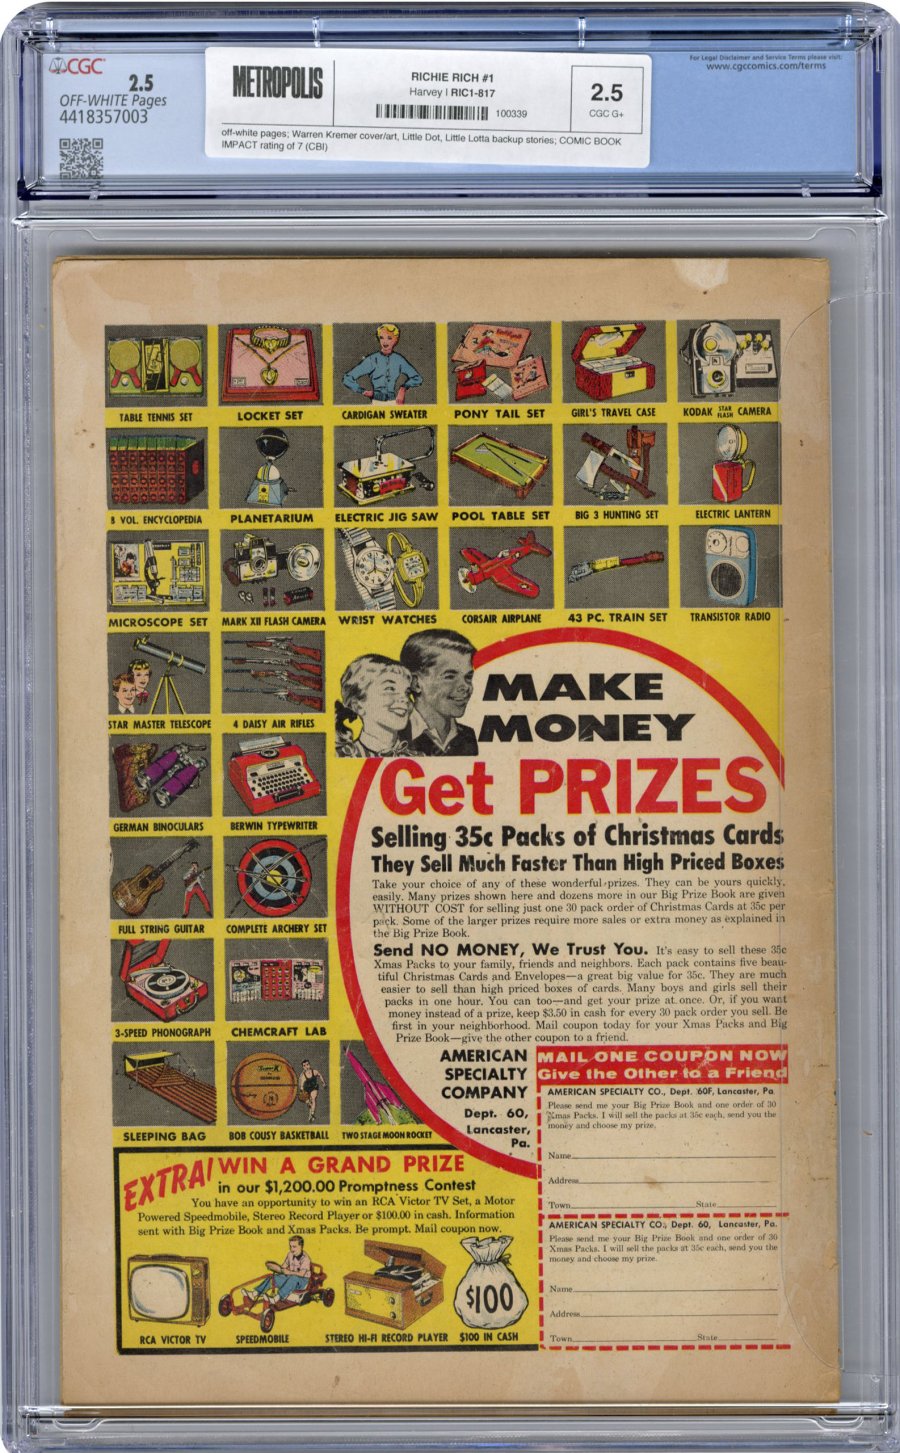 CGC
2.5
OFF-WHITE Pages
4418357003
METROPOLIS
RICHIE RICH #1
Harvey | RIC1-817
100339
2.5
CGC G+
off-white pages; Warren Kremer cover/art, Little Dot, Little Lotta backup stories; COMIC BOOK
IMPACT rating of 7 (CBI)
For Legal Disclaimer and Service Terms please visit:
www.cgccomics.com/terms
TABLE TENNIS SET
LOCKET SET
CARDIGAN SWEATER
PONY TAIL SET
GIRL'S TRAVEL CASE
KODAK STAR FLASH CAMERA
8 VOL. ENCYCLOPEDIA
PLANETARIUM
ELECTRIC JIG SAW
POOL TABLE SET
BIG 3 HUNTING SET
ELECTRIC LANTERN
MICROSCOPE SET
MARK XII FLASH CAMERA
WRIST WATCHES
CORSAIR AIRPLANE
43 PC. TRAIN SET
TRANSISTOR RADIO
STAR MASTER TELESCOPE
4 DAISY AIR RIFLES
GERMAN BINOCULARS
BERWIN TYPEWRITER
FULL STRING GUITAR
COMPLETE ARCHERY SET
3-SPEED PHONOGRAPH
CHEMCRAFT LAB
SLEEPING BAG
BOB COUSY BASKETBALL
TWO STAGE MOON ROCKET
MAKE
MONEY
Get PRIZES
Selling 35c Packs of Christmas Cards
They Sell Much Faster Than High Priced Boxes
Take your choice of any of these wonderful prizes. They can be yours quickly,
easily. Many prizes shown here and dozens more in our Big Prize Book are given
WITHOUT COST for selling just one 30 pack order of Christmas Cards at 35c per
pack. Some of the larger prizes require more sales or extra money as explained in
the Big Prize Book.
Send NO MONEY, We Trust You. It's easy to sell these 35c
Xmas Packs to your family, friends and neighbors. Each pack contains five beau-
tiful Christmas Cards and Envelopes—a great big value for 35c. They are much
easier to sell than high priced boxes of cards. Many boys and girls sell their
packs in one hour. You can too—and get your prize at once. Or, if you want
money instead of a prize, keep $3.50 in cash for every 30 pack order you sell. Be
first in your neighborhood. Mail coupon today for your Xmas Packs and Big
Prize Book—give the other coupon to a friend.
AMERICAN
SPECIALTY
COMPANY
Dept. 60,
Lancaster,
Pa.
MAIL ONE COUPON NOW
Give the Other to a Friend
AMERICAN SPECIALTY CO., Dept. 60F, Lancaster, Pa
Please send me your Big Prize Book and one order of 30
Xmas Packs. I will sell the packs at 35c each, send you the
money and choose my prize.
Name
Address
Town State
AMERICAN SPECIALTY CO., Dept. 60, Lancaster, Pa.
Please send me your Big Prize Book and one order of 30
Xmas Packs. I will sell the packs at 35c each, send you the
money and choose my prize.
Name
Address
Town State
EXTRA! WIN A GRAND PRIZE
in our $1,200.00 Promptness Contest
You have an opportunity to win an RCA Victor TV Set, a Motor
Powered Speedmobile, Stereo Record Player or $100.00 in cash. Information
sent with Big Prize Book and Xmas Packs. Be prompt. Mail coupon now.
$100
RCA VICTOR TV
SPEEDMOBILE
STEREO HI-FI RECORD PLAYER
$100 IN CASH